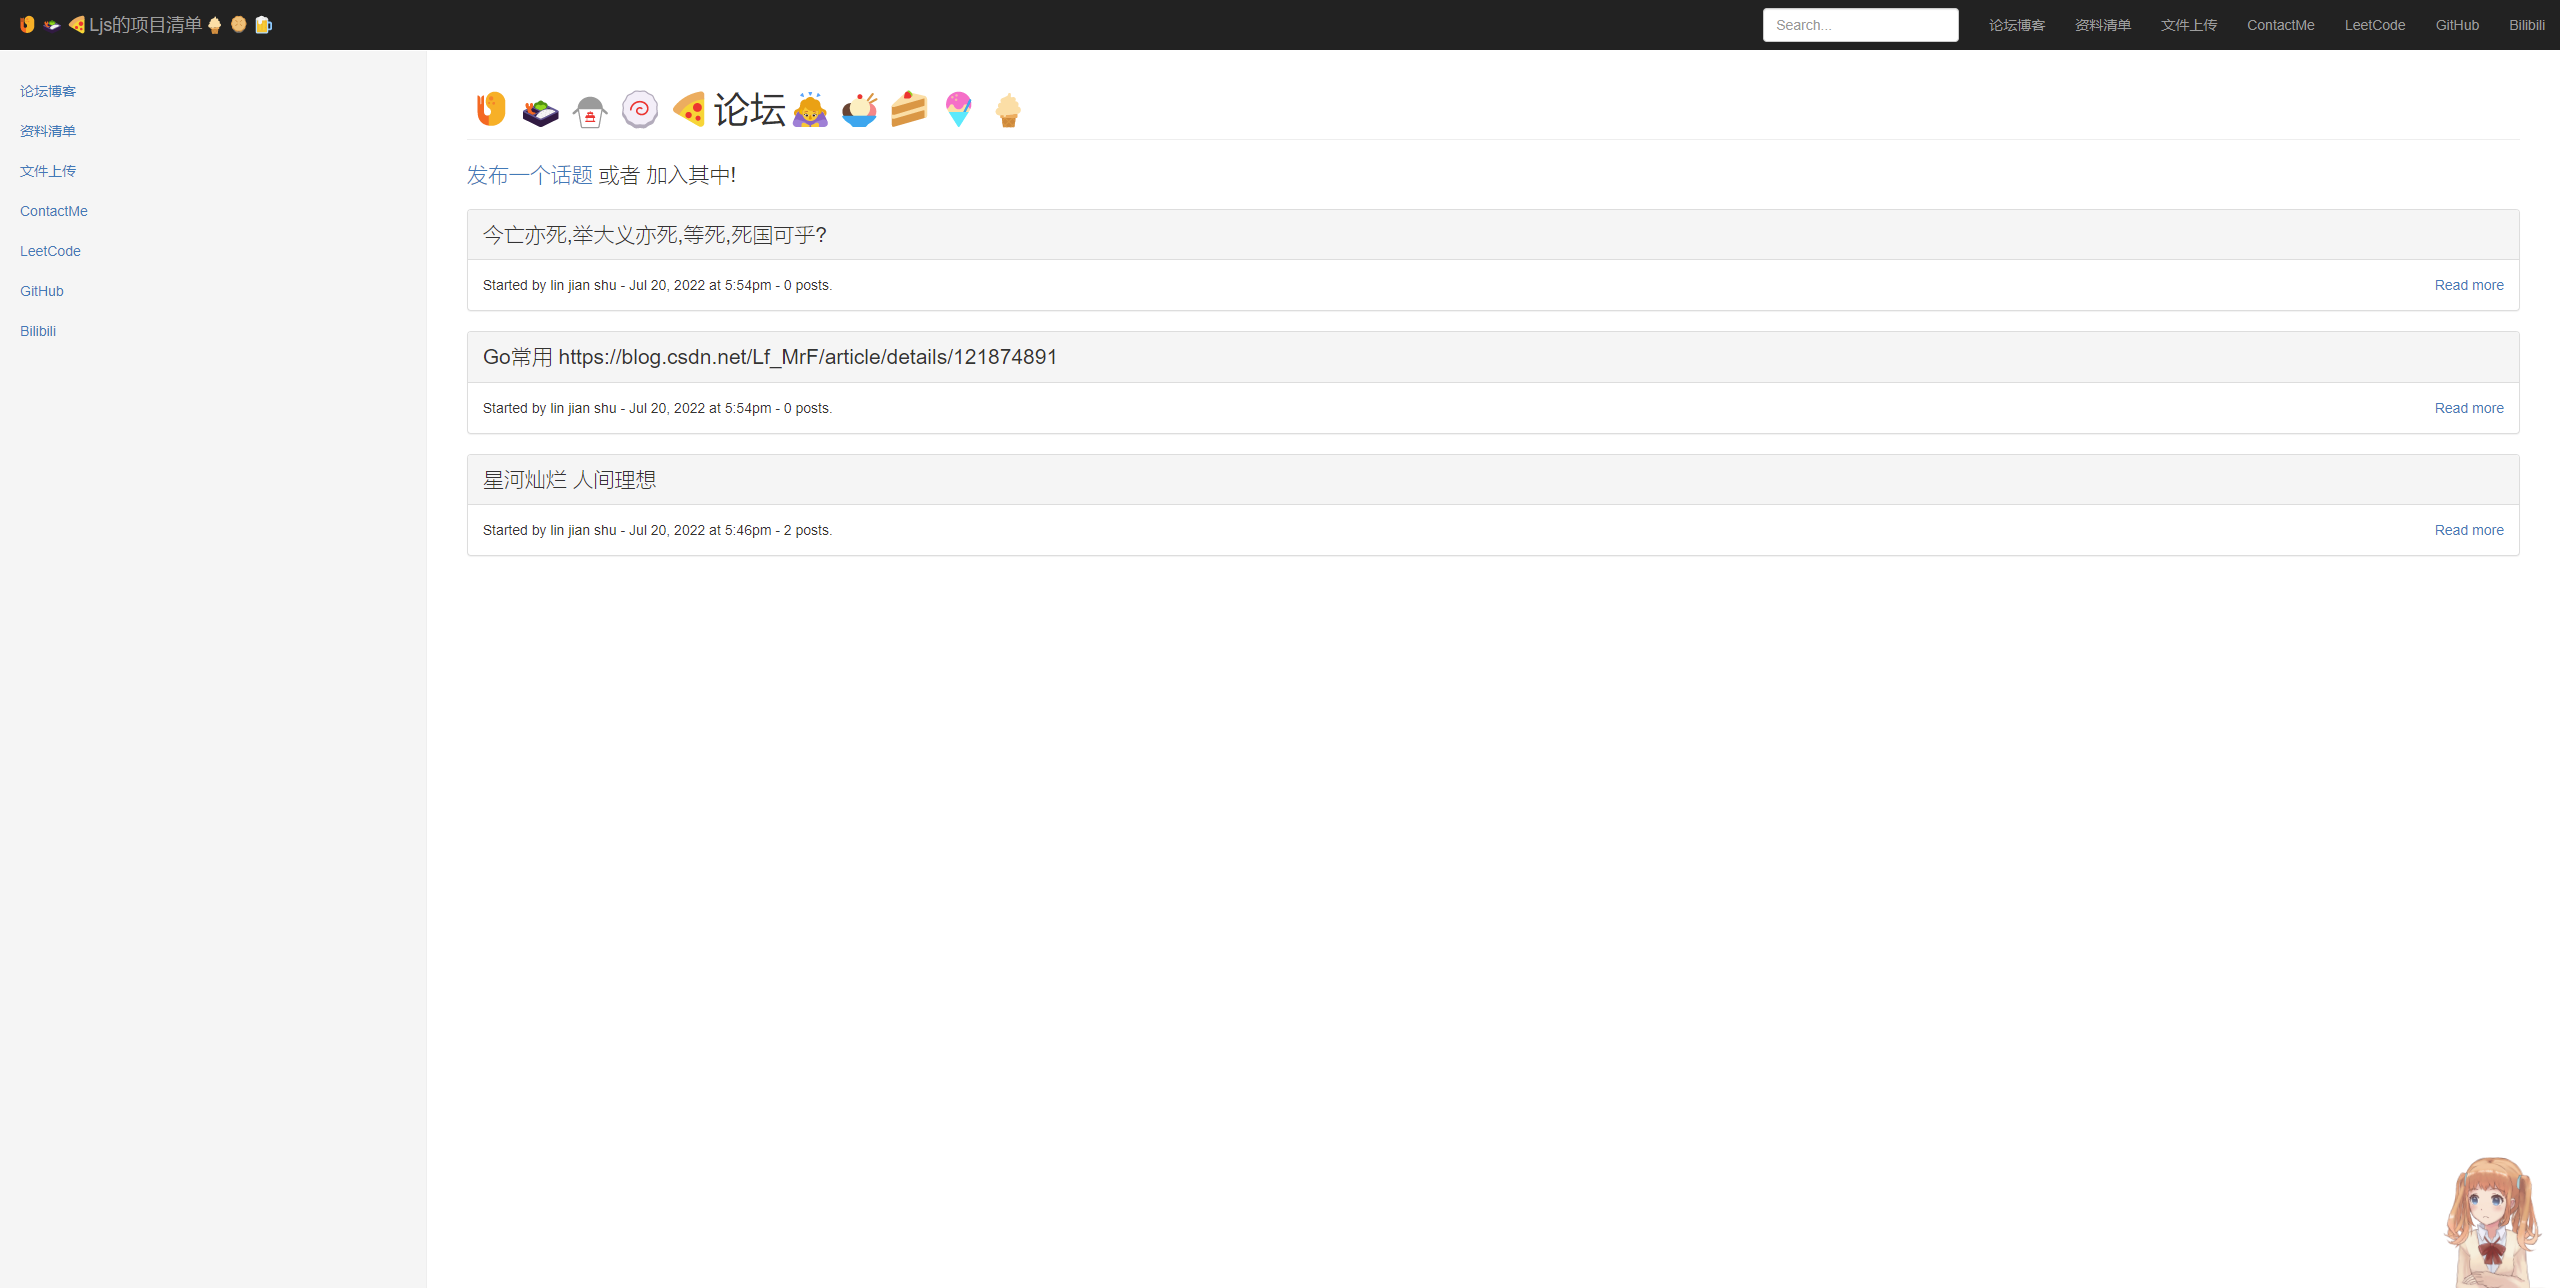 Ljs的项目清单
Search...
论坛博客 资料清单 文件上传 ContactMe LeetCode GitHub Bilibili
论坛博客
资料清单
文件上传
ContactMe
LeetCode
GitHub
Bilibili
论坛
发布一个话题 或者 加入其中!
今亡亦死,举大义亦死,等死,死国可乎?
Started by lin jian shu - Jul 20, 2022 at 5:54pm - 0 posts. Read more
Go常用 https://blog.csdn.net/Lf_MrF/article/details/121874891
Started by lin jian shu - Jul 20, 2022 at 5:54pm - 0 posts. Read more
星河灿烂 人间理想
Started by lin jian shu - Jul 20, 2022 at 5:46pm - 2 posts. Read more